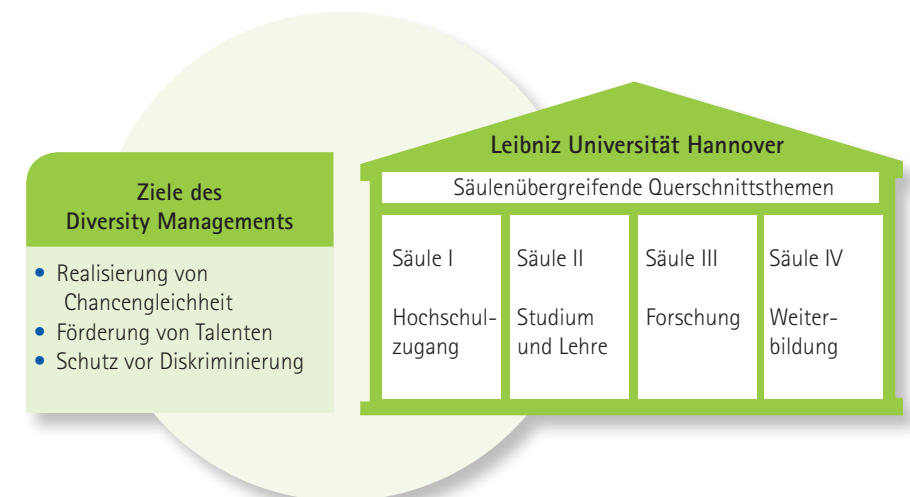 Ziele des
Diversity Managements
• Realisierung von
Chancengleichheit
• Förderung von Talenten
• Schutz vor Diskriminierung
Leibniz Universität Hannover
Säulenübergreifende Querschnittsthemen
Säule I
Hochschul-
zugang
Säule II
Studium
und Lehre
Säule III
Forschung
Säule IV
Weiter-
bildung